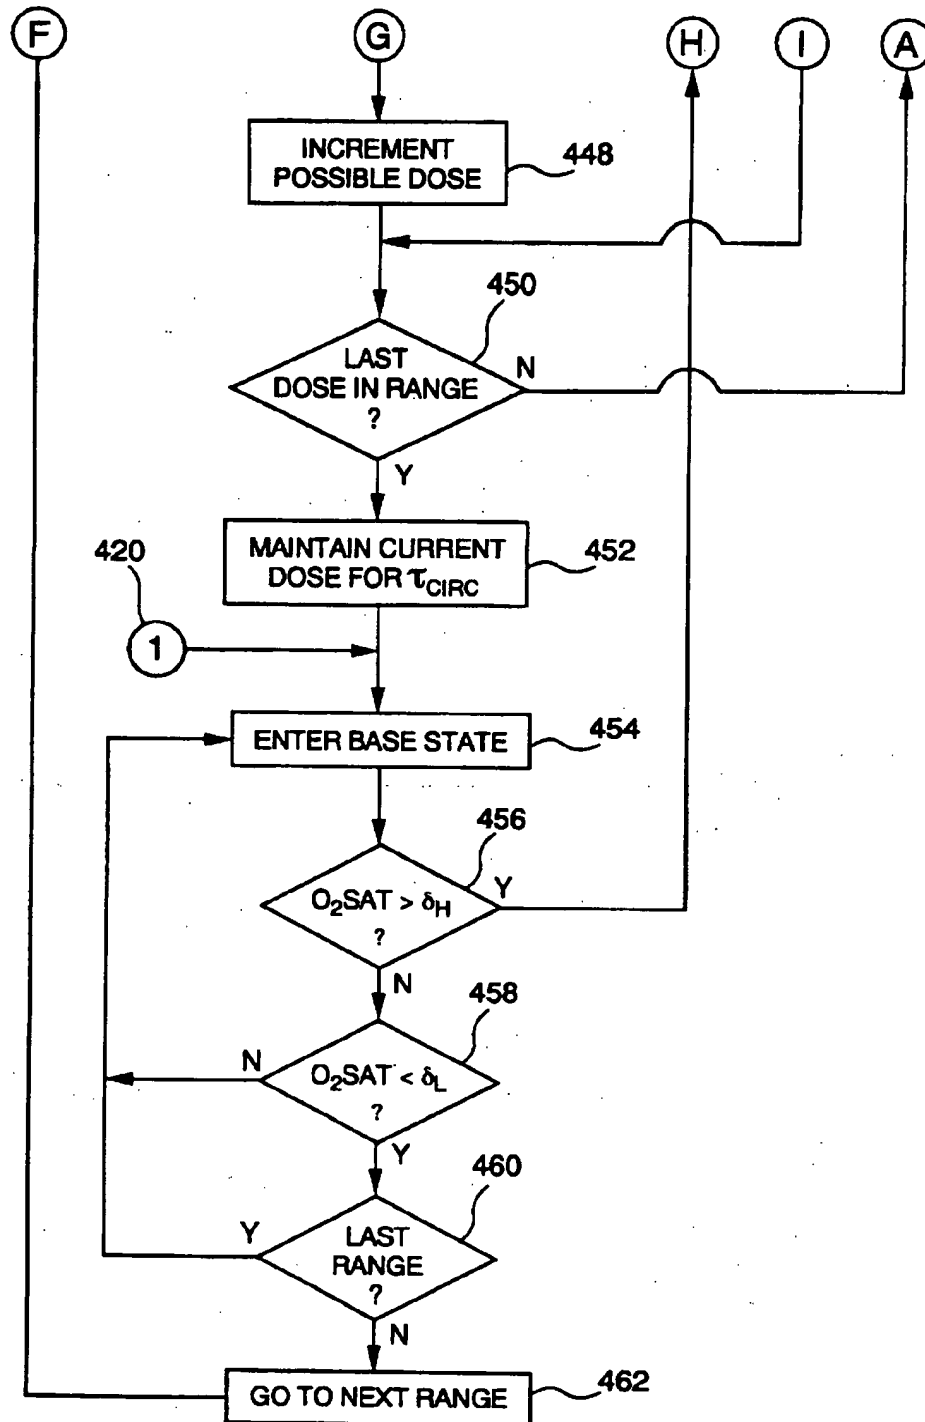 F
G
H
I
A
INCREMENT
POSSIBLE DOSE
448
450
LAST
DOSE IN RANGE
?
N
Y
MAINTAIN CURRENT
DOSE FOR τCIRC
452
420
1
ENTER BASE STATE
454
456
O₂SAT > δH
?
Y
N
458
O₂SAT < δL
?
N
Y
460
LAST
RANGE
?
Y
N
GO TO NEXT RANGE
462